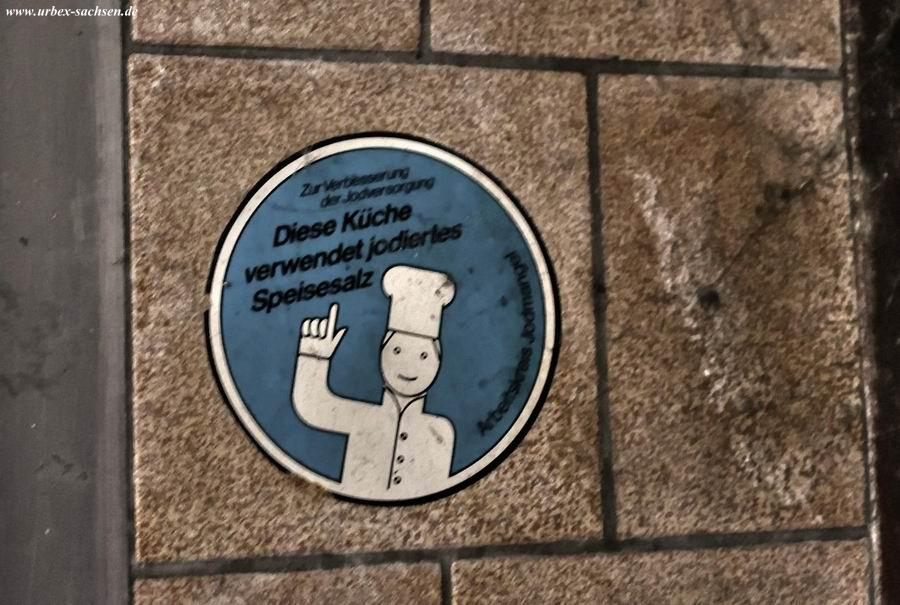 www.urbex-sachsen.de
Zur Verbesserung
der Jodversorgung
Diese Küche
verwendet jodiertes
Speisesalz
Arbeitskreis Jodmangel